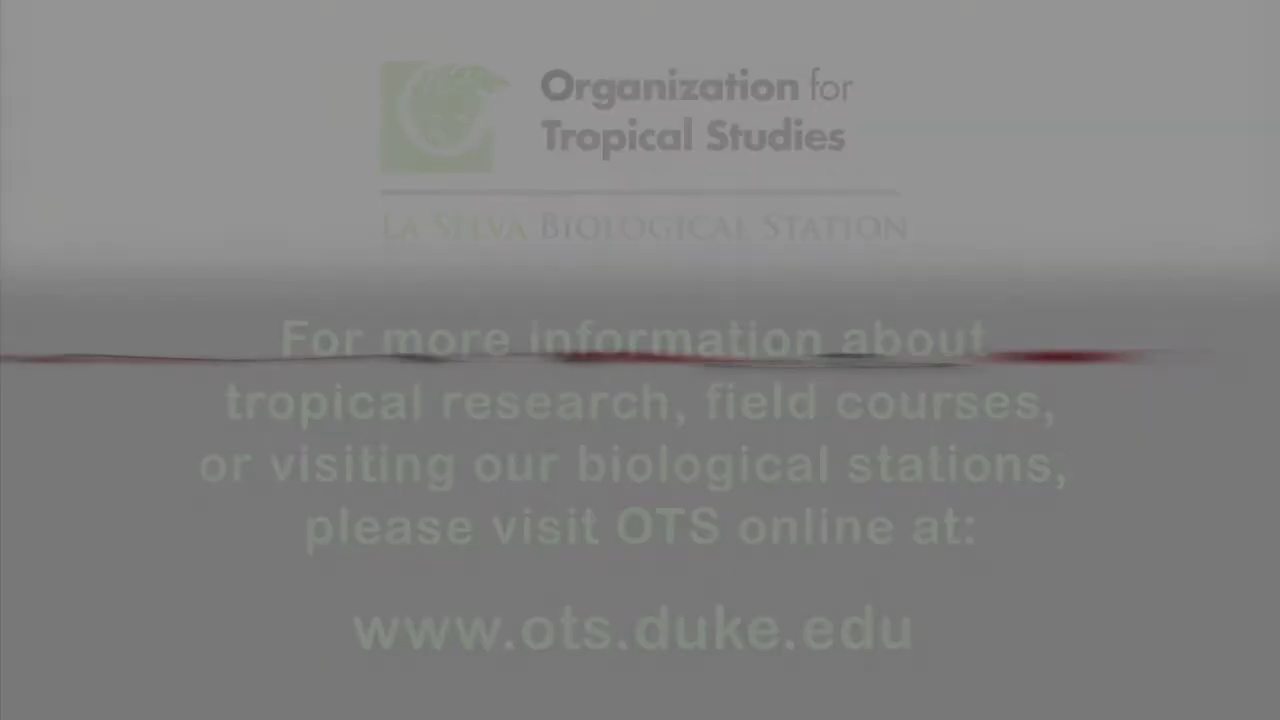 Organization for
Tropical Studies
LA SELVA BIOLOGICAL STATION
For more information about
tropical research, field courses,
or visiting our biological stations,
please visit OTS online at:
www.ots.duke.edu